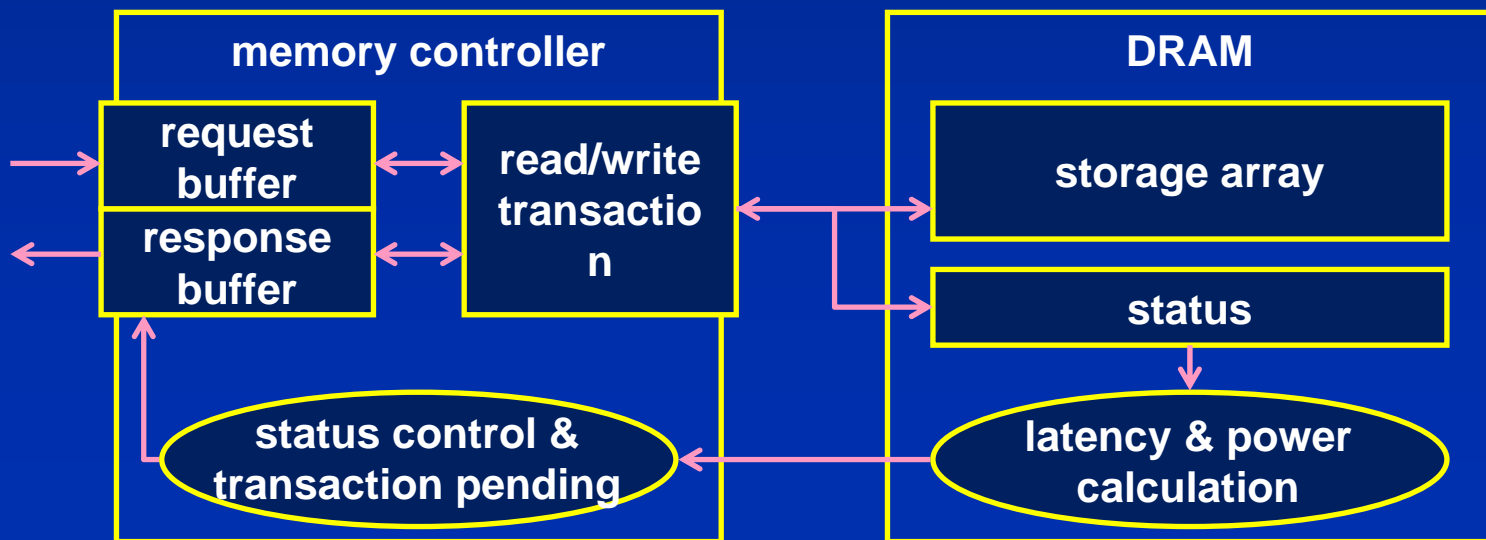 memory controller
request
buffer
response
buffer
read/write
transactio
n
status control &
transaction pending
DRAM
storage array
status
latency & power
calculation